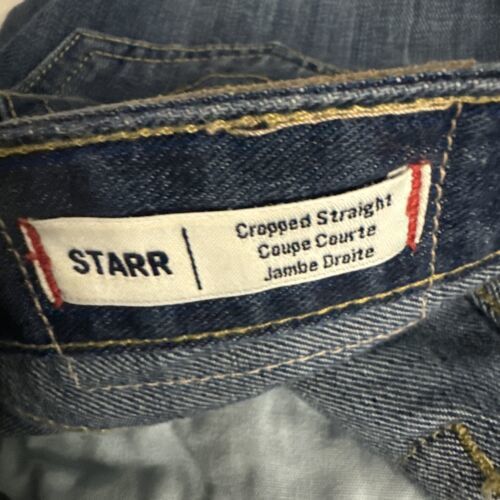 STARR
Cropped Straight
Coupe Courte
Jambe Droite